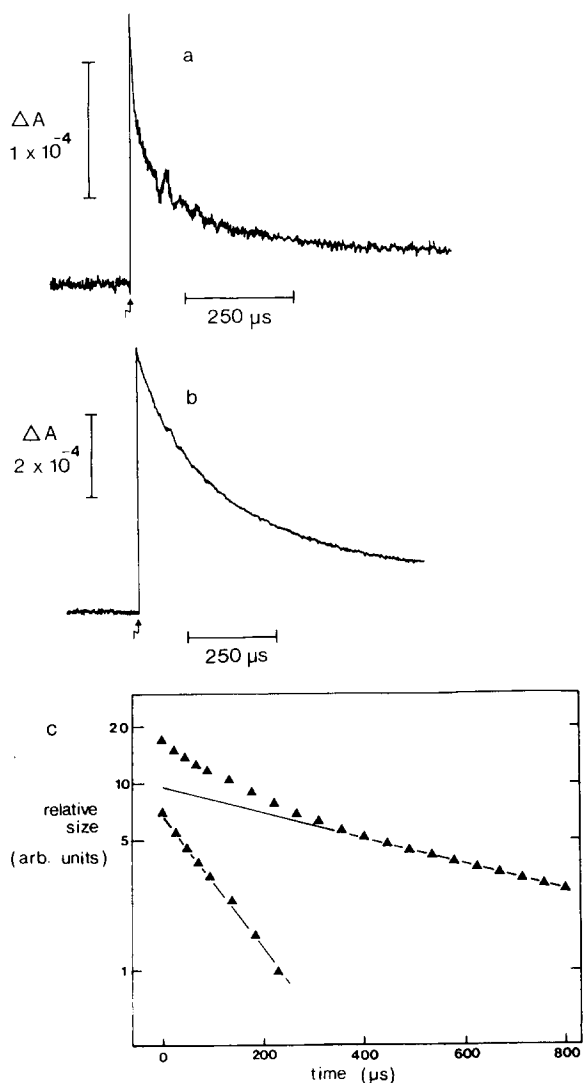 a
ΔA
1 x 10⁻⁴
250 µs
b
ΔA
2 x 10⁻⁴
250 µs
c
20
10
relative
size
5
(arb. units)
1
0
200
400
600
800
time (µs)